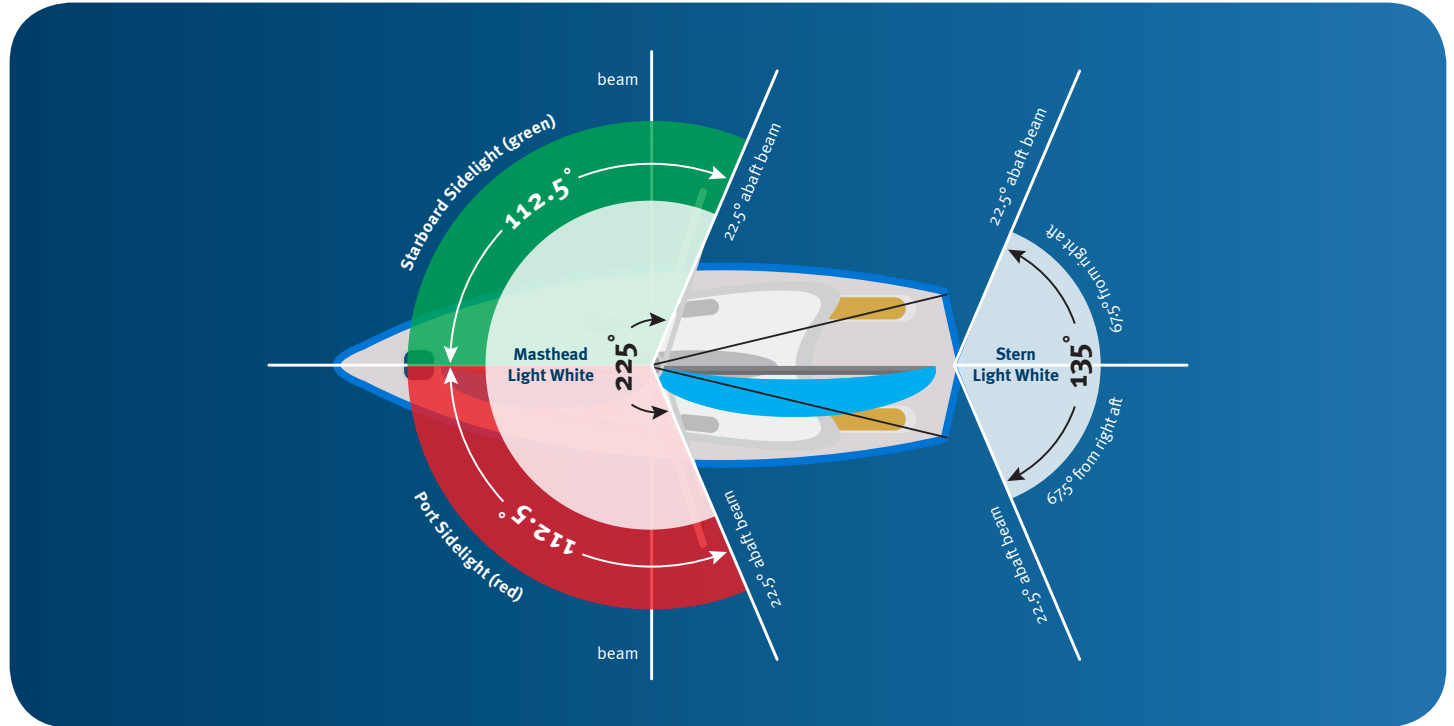 beam
Starboard Sidelight (green)
112.5°
22.5° abaft beam
22.5° abaft beam
67.5° from right aft
Masthead
Light White
225°
Stern
Light White
135°
67.5° from right aft
112.5°
Port Sidelight (red)
22.5° abaft beam
22.5° abaft beam
beam